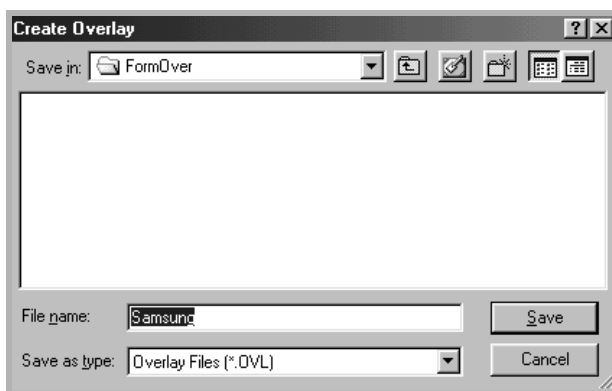 Create Overlay ? ×
Save in: FormOver
File name: Samsung Save
Save as type: Overlay Files (*.OVL) Cancel